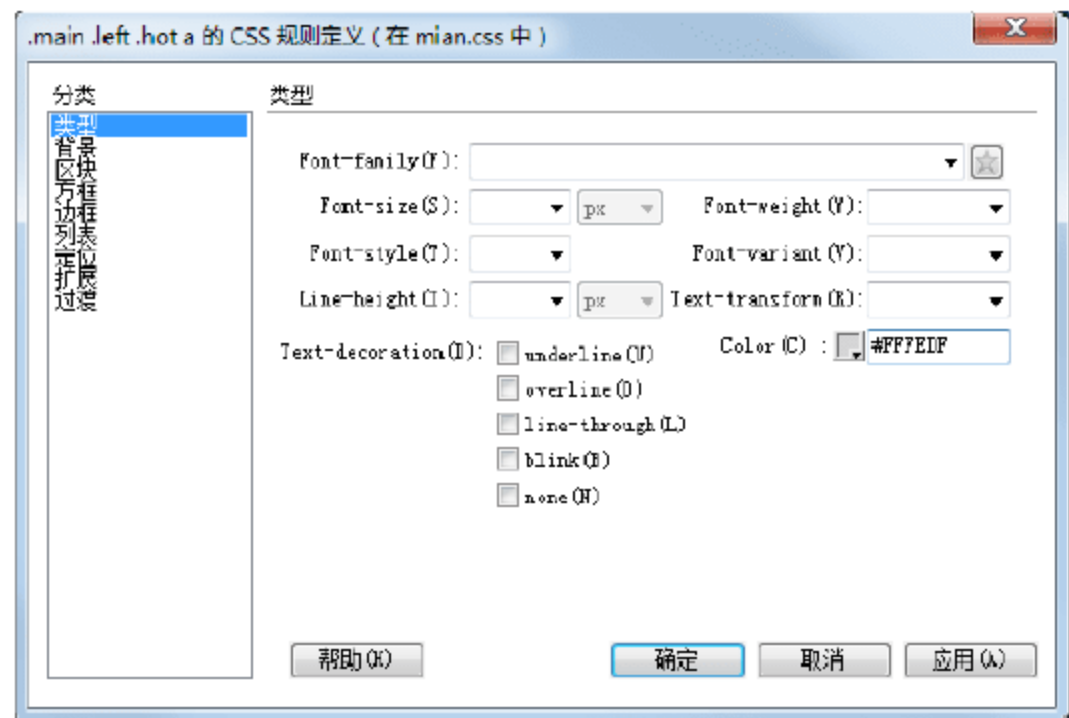 .main .left .hot a 的 CSS 规则定义 ( 在 mian.css 中 )
分类
类型
类型
背景
区块
方框
边框
列表
定位
扩展
过渡
Font-family(F):
Font-size(S):
px
Font-weight(W):
Font-style(T):
Font-variant(V):
Line-height(I):
px
Text-transform(R):
Text-decoration(D):
underline(U)
Color(C) :
#FFFEDF
overline(O)
line-through(L)
blink(B)
none(N)
帮助(H)
确定
取消
应用(A)